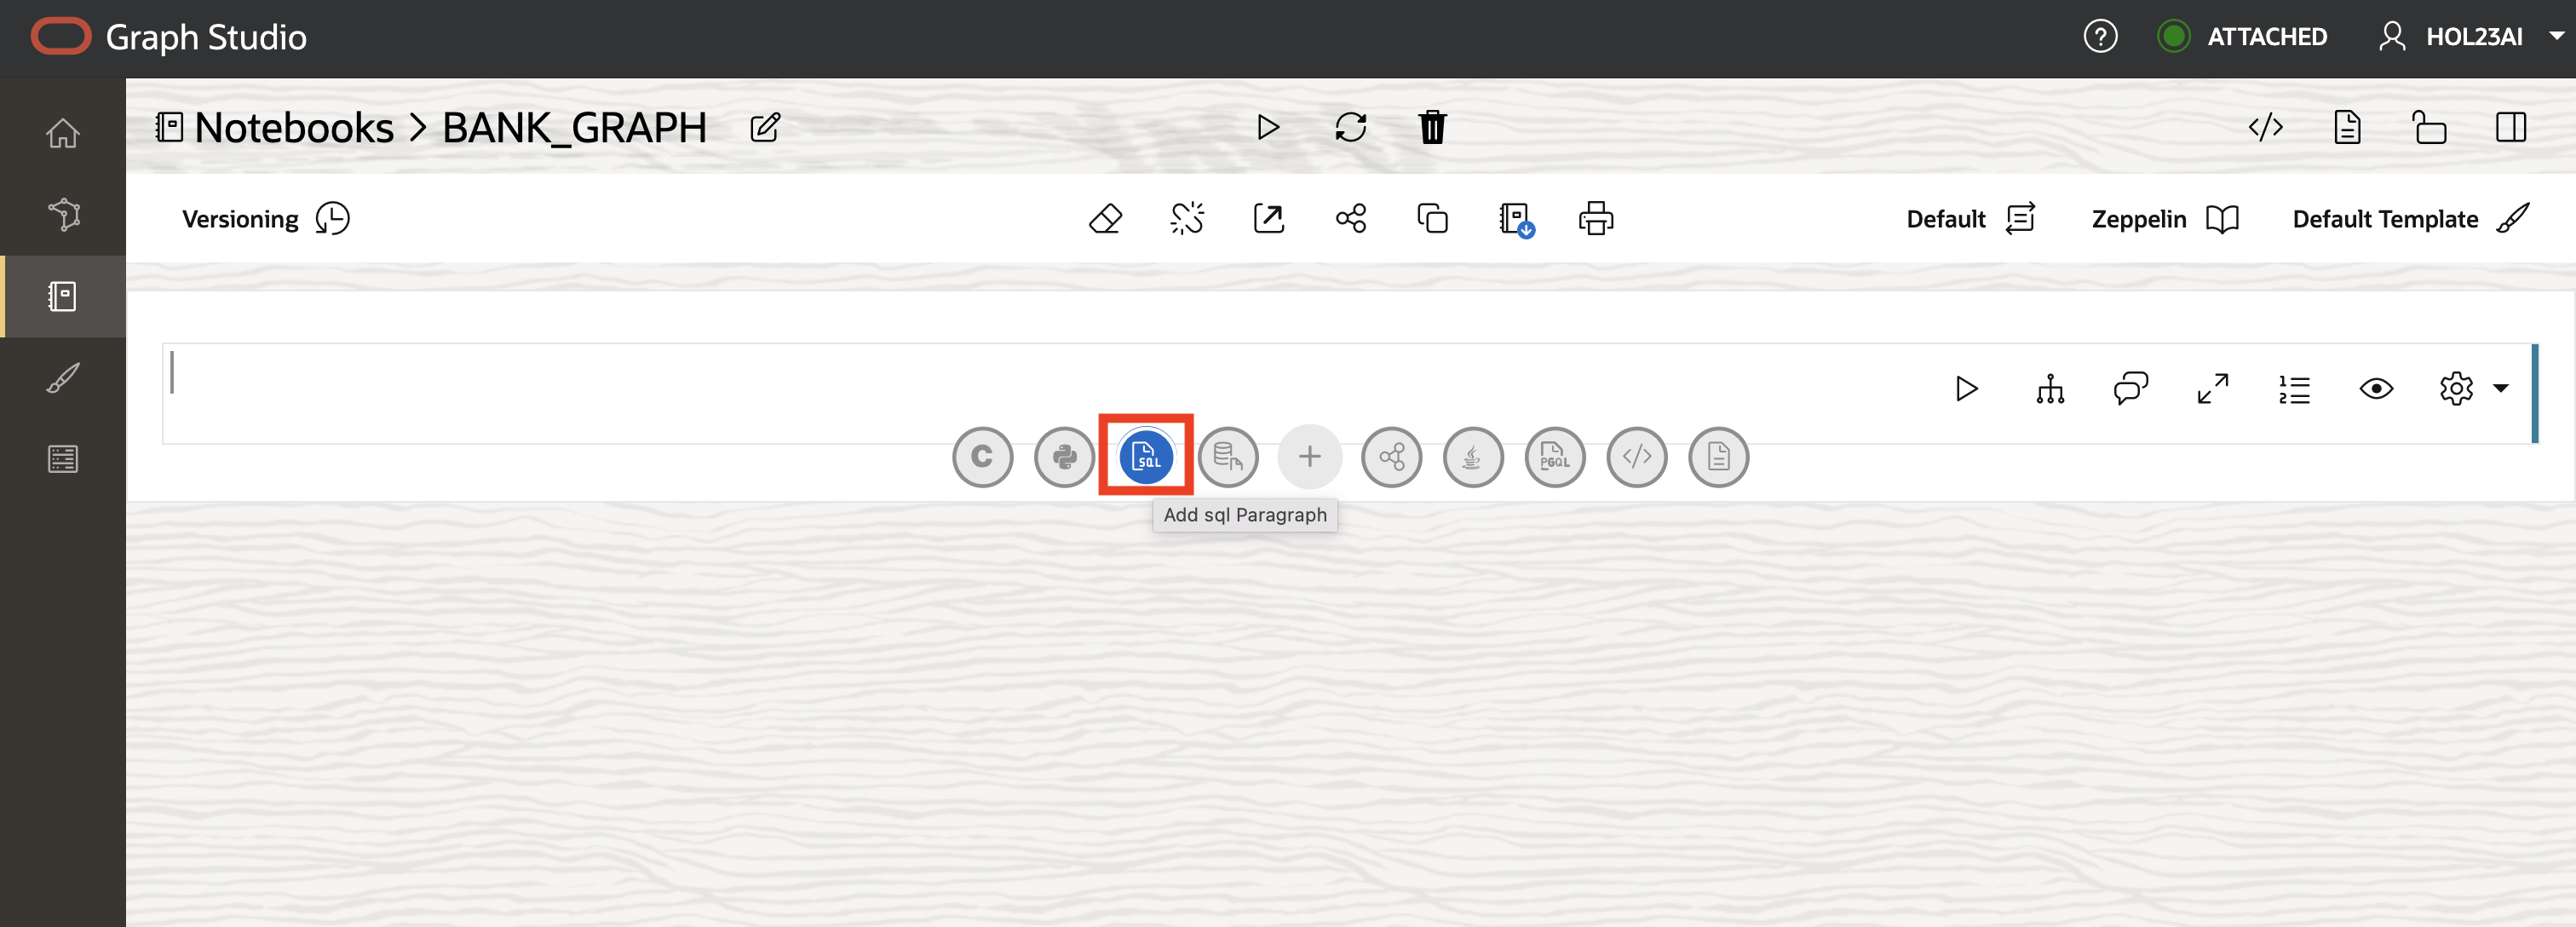 Graph Studio
? ATTACHED HOL23AI
Notebooks > BANK_GRAPH
Versioning
Default Zeppelin Default Template
C SQL + PGQL
Add sql Paragraph